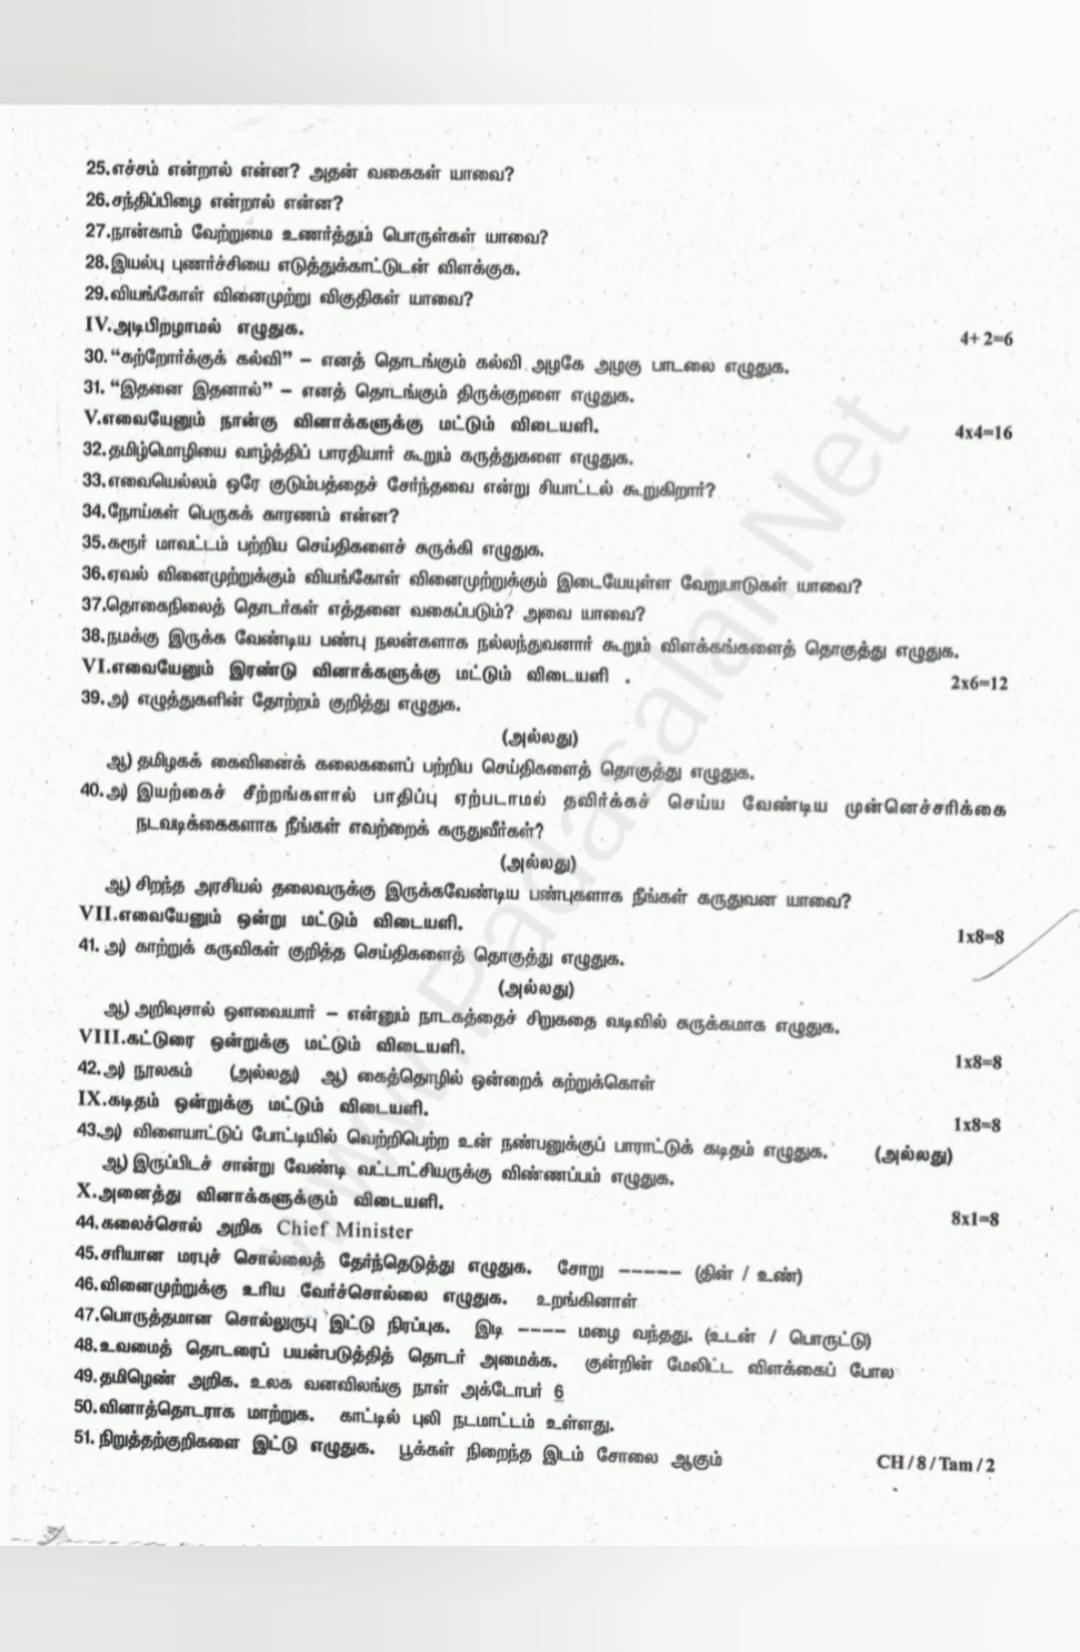 25.எச்சம் என்றால் என்ன? அதன் வகைகள் யாவை?
26.சந்திப்பிழை என்றால் என்ன?
27.நான்காம் வேற்றுமை உணர்த்தும் பொருள்கள் யாவை?
28.இயல்பு புணர்ச்சியை எடுத்துக்காட்டுடன் விளக்குக.
29.வியங்கோள் வினைமுற்று விகுதிகள் யாவை?
IV.அடிபிறழாமல் எழுதுக. 4+ 2=6
30.“கற்றோர்க்குக் கல்வி” – எனத் தொடங்கும் கல்வி அழகே அழகு பாடலை எழுதுக.
31. “இதனை இதனால்” – எனத் தொடங்கும் திருக்குறளை எழுதுக.
V.எவையேனும் நான்கு வினாக்களுக்கு மட்டும் விடையளி. 4x4=16
32.தமிழ்மொழியை வாழ்த்திப் பாரதியார் கூறும் கருத்துகளை எழுதுக.
33.எவையெல்லாம் ஒரே குடும்பத்தைச் சேர்ந்தவை என்று சியாட்டல் கூறுகிறார்?
34.நோய்கள் பெருகக் காரணம் என்ன?
35.கரூர் மாவட்டம் பற்றிய செய்திகளைச் சுருக்கி எழுதுக.
36.ஏவல் வினைமுற்றுக்கும் வியங்கோள் வினைமுற்றுக்கும் இடையேயுள்ள வேறுபாடுகள் யாவை?
37.தொகைநிலைத் தொடர்கள் எத்தனை வகைப்படும்? அவை யாவை?
38.நமக்கு இருக்க வேண்டிய பண்பு நலன்களாக நல்லந்துவனார் கூறும் விளக்கங்களைத் தொகுத்து எழுதுக.
VI.எவையேனும் இரண்டு வினாக்களுக்கு மட்டும் விடையளி . 2x6=12
39.அ) எழுத்துகளின் தோற்றம் குறித்து எழுதுக.
(அல்லது)
ஆ) தமிழகக் கைவினைக் கலைகளைப் பற்றிய செய்திகளைத் தொகுத்து எழுதுக.
40.அ) இயற்கைச் சீற்றங்களால் பாதிப்பு ஏற்படாமல் தவிர்க்கச் செய்ய வேண்டிய முன்னெச்சரிக்கை
நடவடிக்கைகளாக நீங்கள் எவற்றைக் கருதுவீர்கள்?
(அல்லது)
ஆ) சிறந்த அரசியல் தலைவருக்கு இருக்கவேண்டிய பண்புகளாக நீங்கள் கருதுவன யாவை?
VII.எவையேனும் ஒன்று மட்டும் விடையளி. 1x8=8
41. அ) காற்றுக் கருவிகள் குறித்த செய்திகளைத் தொகுத்து எழுதுக.
(அல்லது)
ஆ) அறிவுசால் ஔவையார் – என்னும் நாடகத்தைச் சிறுகதை வடிவில் சுருக்கமாக எழுதுக.
VIII.கட்டுரை ஒன்றுக்கு மட்டும் விடையளி. 1x8=8
42.அ) நூலகம் (அல்லது) ஆ) கைத்தொழில் ஒன்றைக் கற்றுக்கொள்
IX.கடிதம் ஒன்றுக்கு மட்டும் விடையளி. 1x8=8
43.அ) விளையாட்டுப் போட்டியில் வெற்றிபெற்ற உன் நண்பனுக்குப் பாராட்டுக் கடிதம் எழுதுக. (அல்லது)
ஆ) இருப்பிடச் சான்று வேண்டி வட்டாட்சியருக்கு விண்ணப்பம் எழுதுக.
X.அனைத்து வினாக்களுக்கும் விடையளி. 8x1=8
44.கலைச்சொல் அறிக Chief Minister
45.சரியான மரபுச் சொல்லைத் தேர்ந்தெடுத்து எழுதுக. சோறு ----- (தின் / உண்)
46.வினைமுற்றுக்கு உரிய வேர்ச்சொல்லை எழுதுக. உறங்கினாள்
47.பொருத்தமான சொல்லுருபு இட்டு நிரப்புக. இடி ---- மழை வந்தது. (உடன் / பொருட்டு)
48.உவமைத் தொடரைப் பயன்படுத்தித் தொடர் அமைக்க. குன்றின் மேலிட்ட விளக்கைப் போல
49.தமிழெண் அறிக. உலக வனவிலங்கு நாள் அக்டோபர் 6
50.வினாத்தொடராக மாற்றுக. காட்டில் புலி நடமாட்டம் உள்ளது.
51. நிறுத்தற்குறிகளை இட்டு எழுதுக. பூக்கள் நிறைந்த இடம் சோலை ஆகும்
CH / 8 / Tam / 2
www.Padasalai.Net